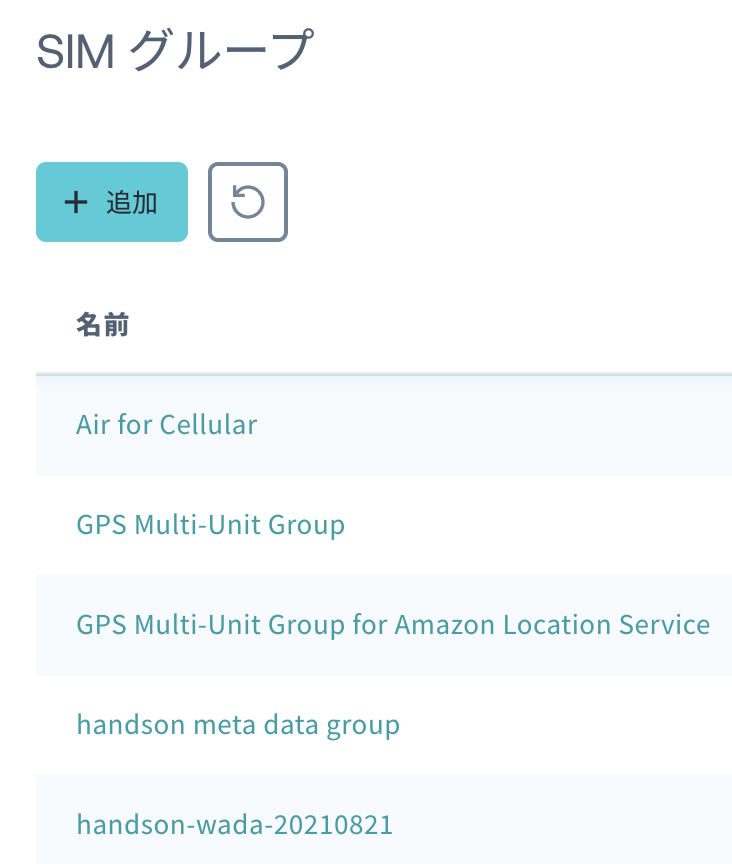 SIM グループ
追加
名前
Air for Cellular
GPS Multi-Unit Group
GPS Multi-Unit Group for Amazon Location Service
handson meta data group
handson-wada-20210821